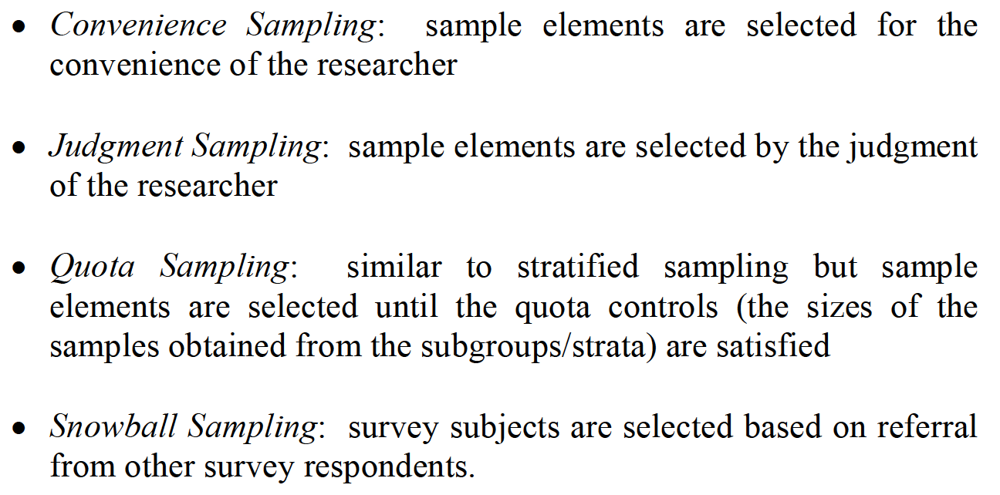 • Convenience Sampling: sample elements are selected for the
convenience of the researcher
• Judgment Sampling: sample elements are selected by the judgment
of the researcher
• Quota Sampling: similar to stratified sampling but sample
elements are selected until the quota controls (the sizes of the
samples obtained from the subgroups/strata) are satisfied
• Snowball Sampling: survey subjects are selected based on referral
from other survey respondents.